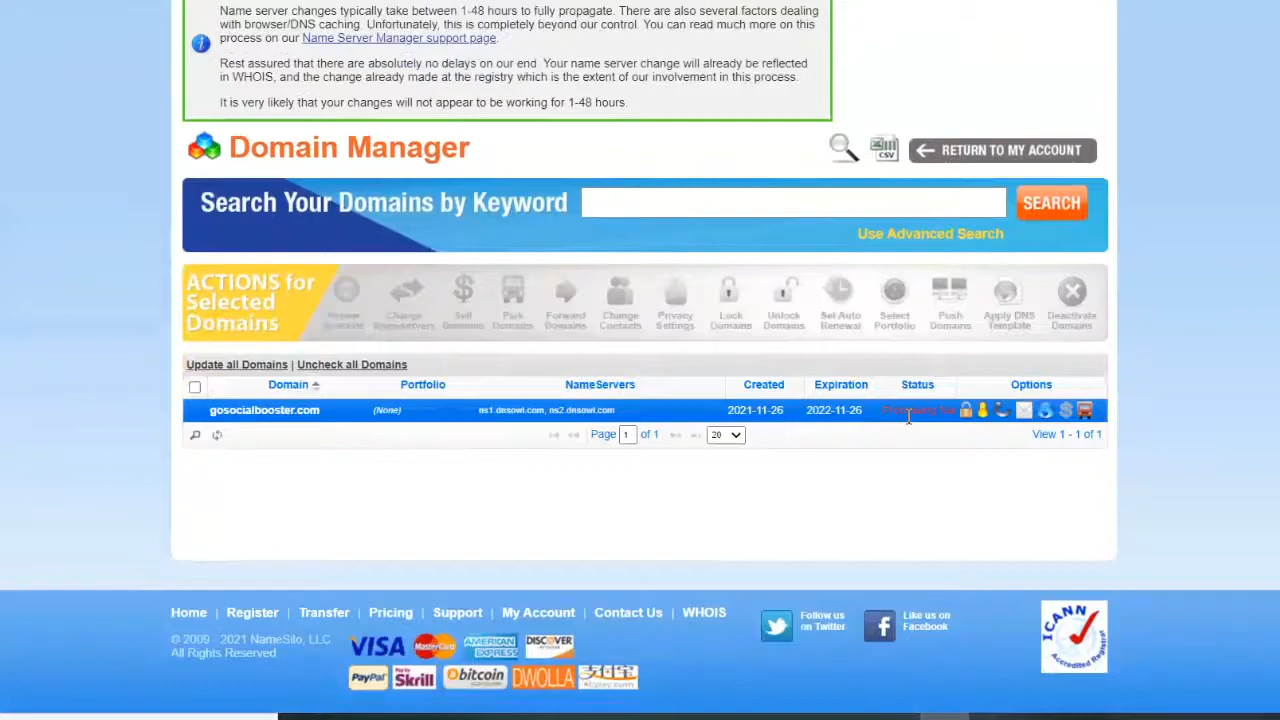 Name server changes typically take between 1-48 hours to fully propagate. There are also several factors dealing
with browser/DNS caching. Unfortunately, this is completely beyond our control. You can read much more on this
process on our Name Server Manager support page.
Rest assured that there are absolutely no delays on our end. Your name server change will already be reflected
in WHOIS, and the change already made at the registry which is the extent of our involvement in this process.
It is very likely that your changes will not appear to be working for 1-48 hours.
Domain Manager
CSV
RETURN TO MY ACCOUNT
Search Your Domains by Keyword
SEARCH
Use Advanced Search
ACTIONS for
Selected
Domains
Change
Sell
Domains
Park
Domains
Forward
Domains
Change
Contacts
Privacy
Settings
Lock
Domains
Unlock
Domains
Set Auto
Renewal
Select
Portfolio
Push
Domains
Apply DNS
Template
Deactivate
Domains
Update all Domains | Uncheck all Domains
Domain Portfolio NameServers Created Expiration Status Options
gosocialbooster.com (None) ns1.dnsowl.com, ns2.dnsowl.com 2021-11-26 2022-11-26
Page 1 of 1 20 View 1 - 1 of 1
Home | Register | Transfer | Pricing | Support | My Account | Contact Us | WHOIS
© 2009 - 2021 NameSilo, LLC
All Rights Reserved
VISA MasterCard AMERICAN EXPRESS DISCOVER
PayPal Skrill bitcoin DWOLLA
Follow us
on Twitter
Like us on
Facebook
ICANN
Accredited Registrar